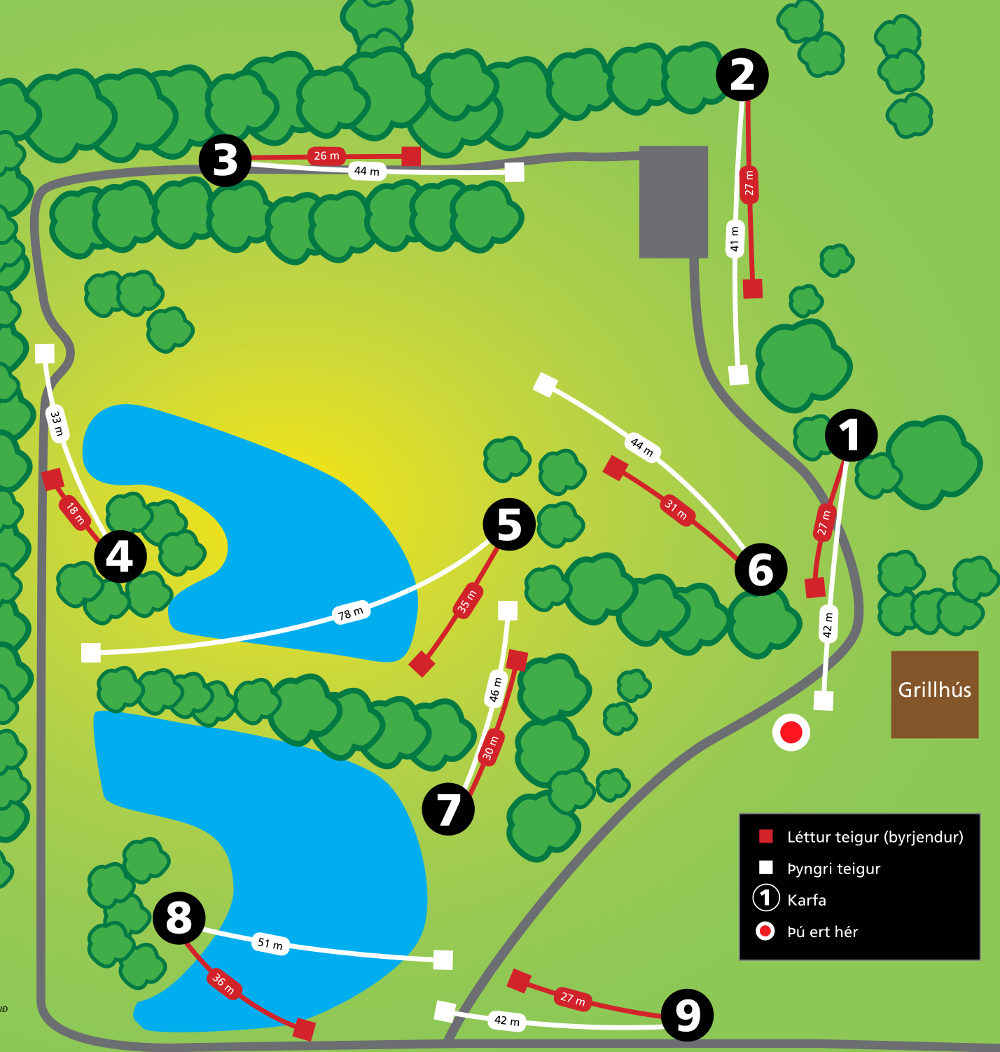 2
3
26 m
44 m
27 m
41 m
33 m
1
44 m
18 m
31 m
27 m
5
4
6
78 m
35 m
42 m
46 m
Grillhús
30 m
7
Léttur teigur (byrjendur)
Þyngri teigur
1 Karfa
Þú ert hér
8
51 m
36 m
27 m
42 m
9